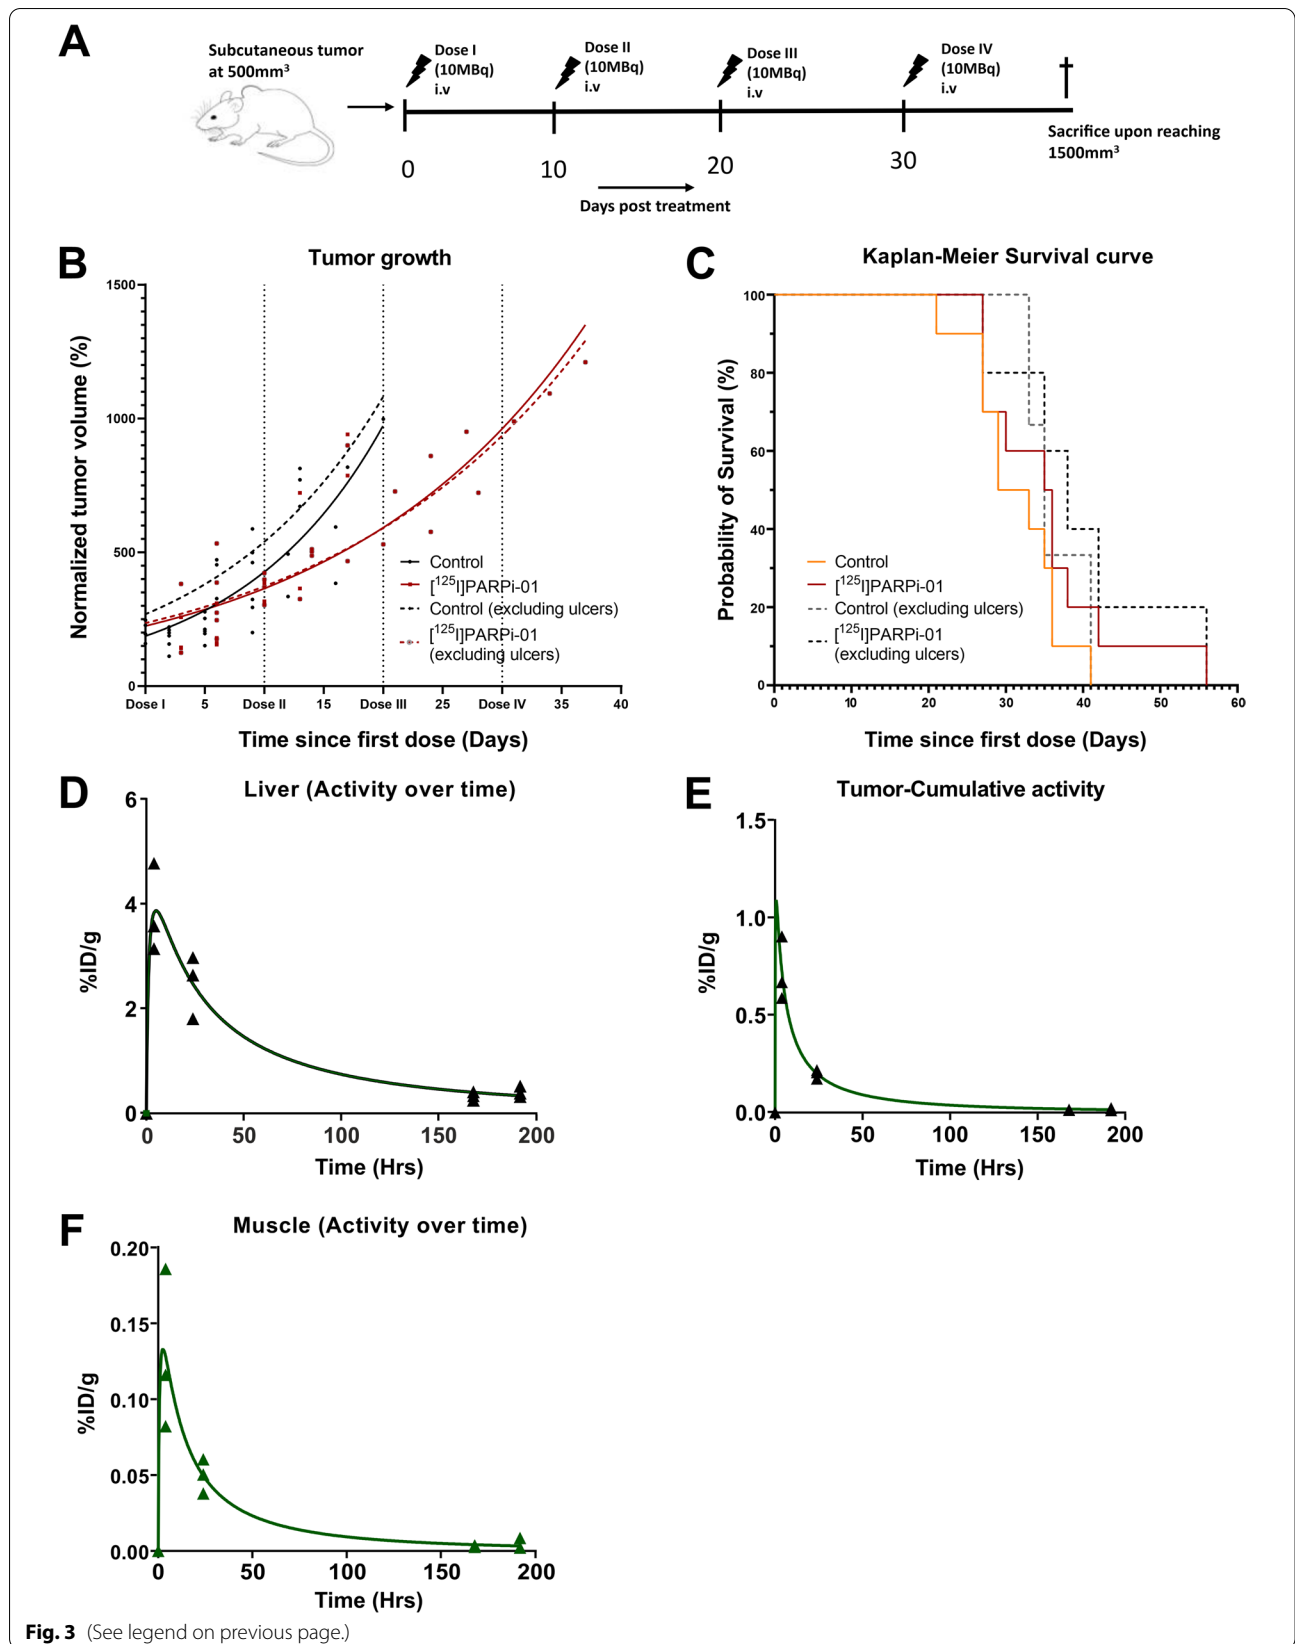 A
Subcutaneous tumor
at 500mm³
Dose I
(10MBq)
i.v
Dose II
(10MBq)
i.v
Dose III
(10MBq)
i.v
Dose IV
(10MBq)
i.v
0
10
20
30
Days post treatment
Sacrifice upon reaching
1500mm³
B
Tumor growth
Normalized tumor volume (%)
1500
1000
500
0
Control
[¹²⁵I]PARPi-01
Control (excluding ulcers)
[¹²⁵I]PARPi-01
(excluding ulcers)
Dose I 5 Dose II 15 Dose III 25 Dose IV 35 40
Time since first dose (Days)
C
Kaplan-Meier Survival curve
Probability of Survival (%)
100
80
60
40
20
0
Control
[¹²⁵I]PARPi-01
Control (excluding ulcers)
[¹²⁵I]PARPi-01
(excluding ulcers)
0 10 20 30 40 50 60
Time since first dose (Days)
D
Liver (Activity over time)
%ID/g
6
4
2
0
0 50 100 150 200
Time (Hrs)
E
Tumor-Cumulative activity
%ID/g
1.5
1.0
0.5
0.0
0 50 100 150 200
Time (Hrs)
F
Muscle (Activity over time)
%ID/g
0.20
0.15
0.10
0.05
0.00
0 50 100 150 200
Time (Hrs)
Fig. 3 (See legend on previous page.)